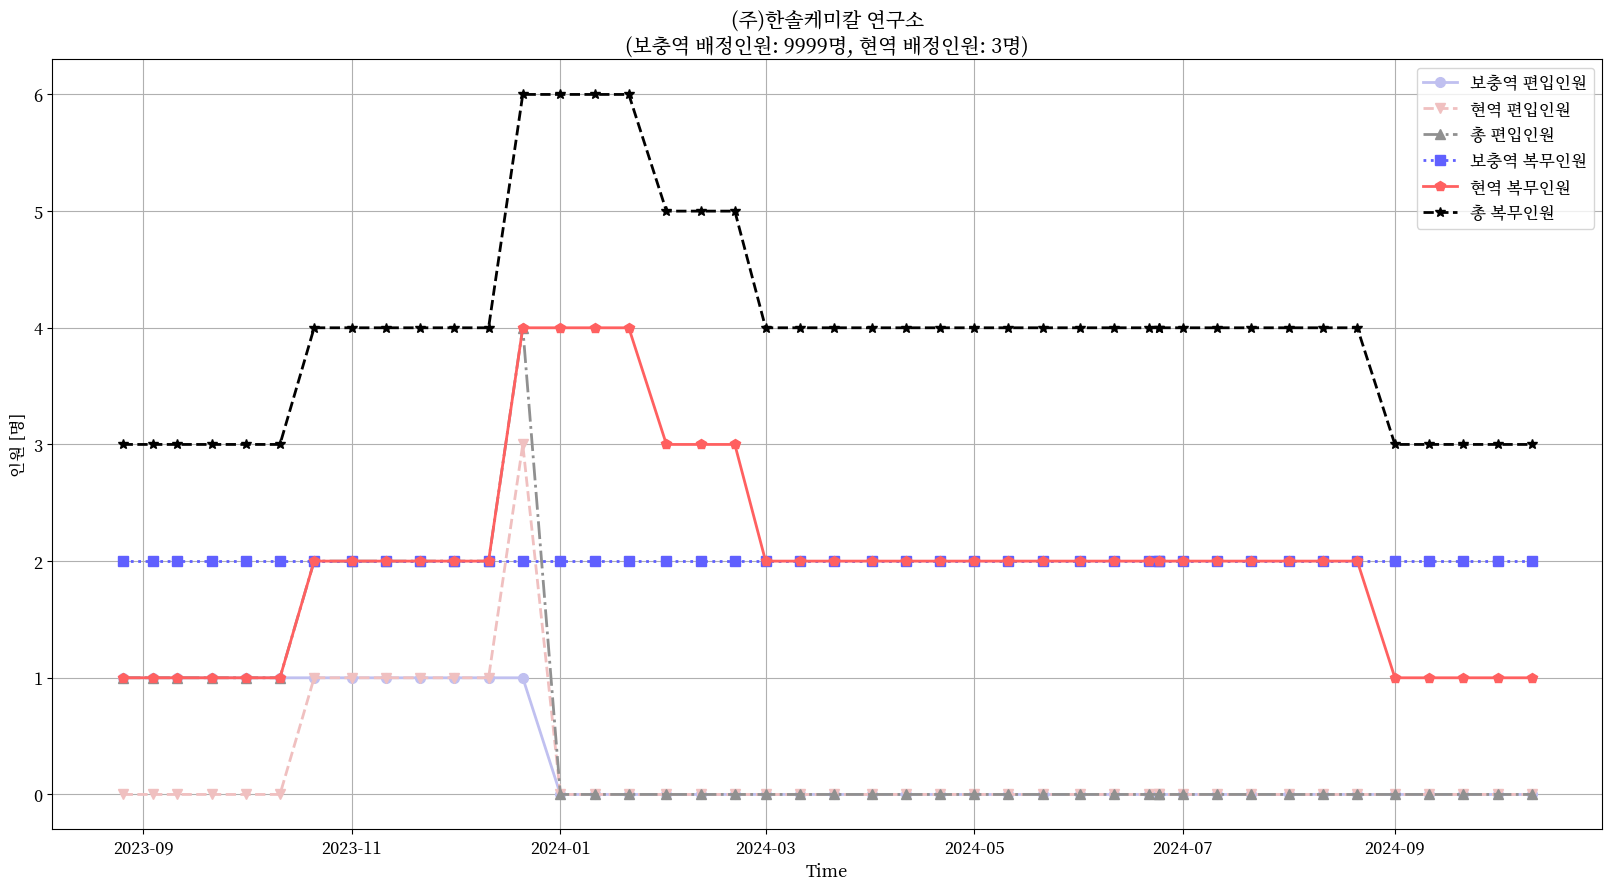 (주)한솔케미칼 연구소
(보충역 배정인원: 9999명, 현역 배정인원: 3명)
보충역 편입인원
현역 편입인원
총 편입인원
보충역 복무인원
현역 복무인원
총 복무인원
인원 [명]
6
5
4
3
2
1
0
2023-09
2023-11
2024-01
2024-03
2024-05
2024-07
2024-09
Time